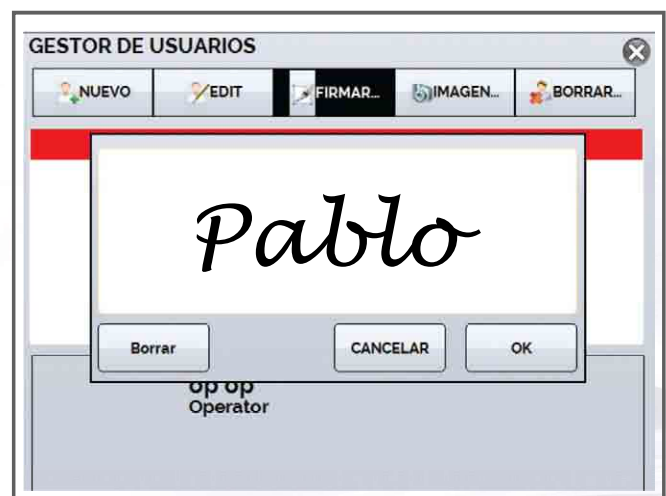 GESTOR DE USUARIOS
NUEVO EDIT FIRMAR... IMAGEN... BORRAR...
Pablo
Borrar CANCELAR OK
op op
Operator